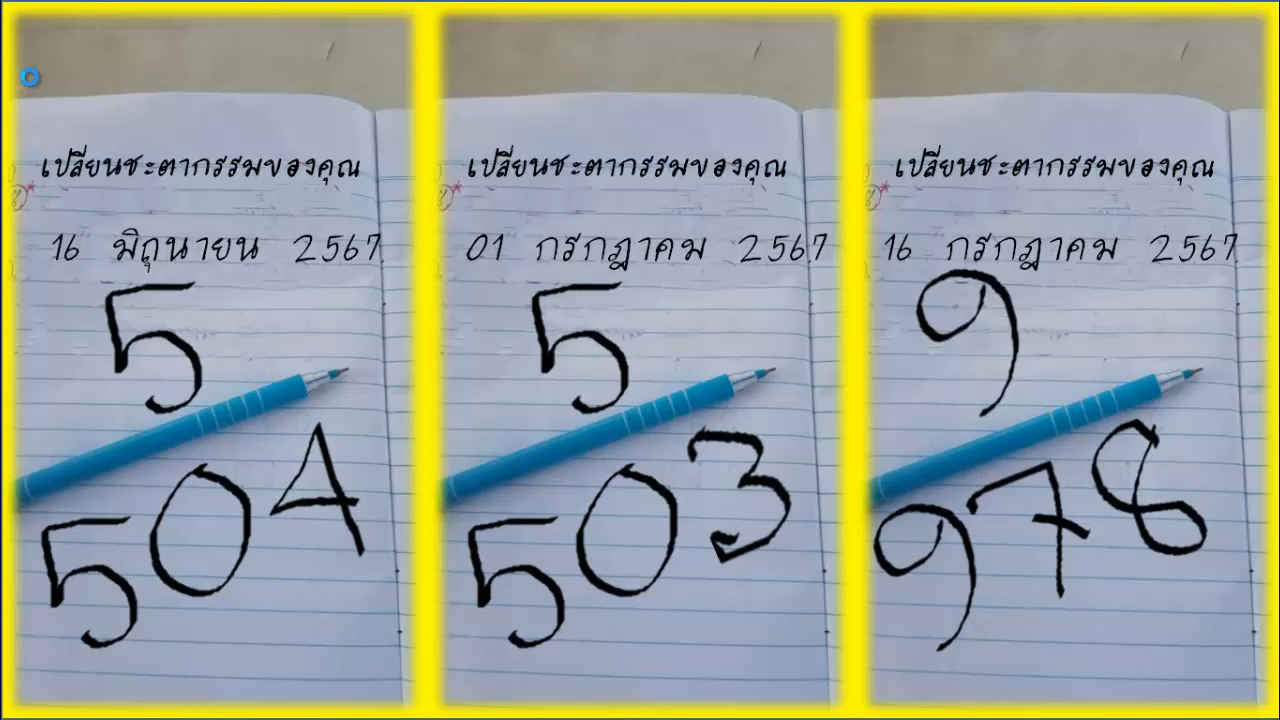 เปลี่ยนชะตากรรมของคุณ
16 มิถุนายน 2567
5
504
เปลี่ยนชะตากรรมของคุณ
01 กรกฎาคม 2567
5
503
เปลี่ยนชะตากรรมของคุณ
16 กรกฎาคม 2567
9
978